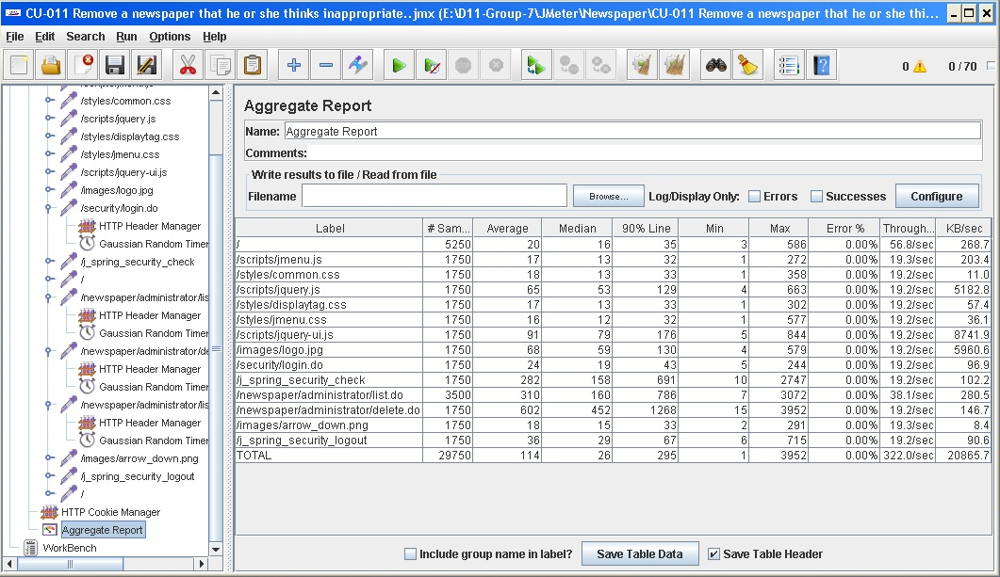 CU-011 Remove a newspaper that he or she thinks inappropriate..jmx (E:\D11-Group-7\JMeter\Newspaper\CU-011 Remove a newspaper that he or she thi...
File Edit Search Run Options Help
0 0 / 70
/styles/common.css
/scripts/jquery.js
/styles/displaytag.css
/styles/jmenu.css
/scripts/jquery-ui.js
/images/logo.jpg
/security/login.do
HTTP Header Manager
Gaussian Random Timer
/j_spring_security_check
/
/newspaper/administrator/lis
HTTP Header Manager
Gaussian Random Timer
/newspaper/administrator/de
HTTP Header Manager
Gaussian Random Timer
/newspaper/administrator/lis
HTTP Header Manager
Gaussian Random Timer
/images/arrow_down.png
/j_spring_security_logout
/
HTTP Cookie Manager
Aggregate Report
WorkBench
Aggregate Report
Name: Aggregate Report
Comments:
Write results to file / Read from file
Filename Browse... Log/Display Only: Errors Successes Configure
Label # Sam... Average Median 90% Line Min Max Error % Through... KB/sec
/ 5250 20 16 35 3 586 0.00% 56.8/sec 268.7
/scripts/jmenu.js 1750 17 13 32 1 272 0.00% 19.3/sec 203.4
/styles/common.css 1750 18 13 33 1 358 0.00% 19.2/sec 11.0
/scripts/jquery.js 1750 65 53 129 4 663 0.00% 19.2/sec 5182.8
/styles/displaytag.css 1750 17 13 33 1 302 0.00% 19.2/sec 57.4
/styles/jmenu.css 1750 16 12 32 1 577 0.00% 19.2/sec 36.1
/scripts/jquery-ui.js 1750 91 79 176 5 844 0.00% 19.2/sec 8741.9
/images/logo.jpg 1750 68 59 130 4 579 0.00% 19.2/sec 5960.6
/security/login.do 1750 24 19 43 5 244 0.00% 19.2/sec 96.9
/j_spring_security_check 1750 282 158 691 10 2747 0.00% 19.2/sec 102.2
/newspaper/administrator/list.do 3500 310 160 786 7 3072 0.00% 38.1/sec 280.5
/newspaper/administrator/delete.do 1750 602 452 1268 15 3952 0.00% 19.2/sec 146.7
/images/arrow_down.png 1750 18 15 33 2 291 0.00% 19.3/sec 8.4
/j_spring_security_logout 1750 36 29 67 6 715 0.00% 19.2/sec 90.6
TOTAL 29750 114 26 295 1 3952 0.00% 322.0/sec 20865.7
Include group name in label? Save Table Data Save Table Header